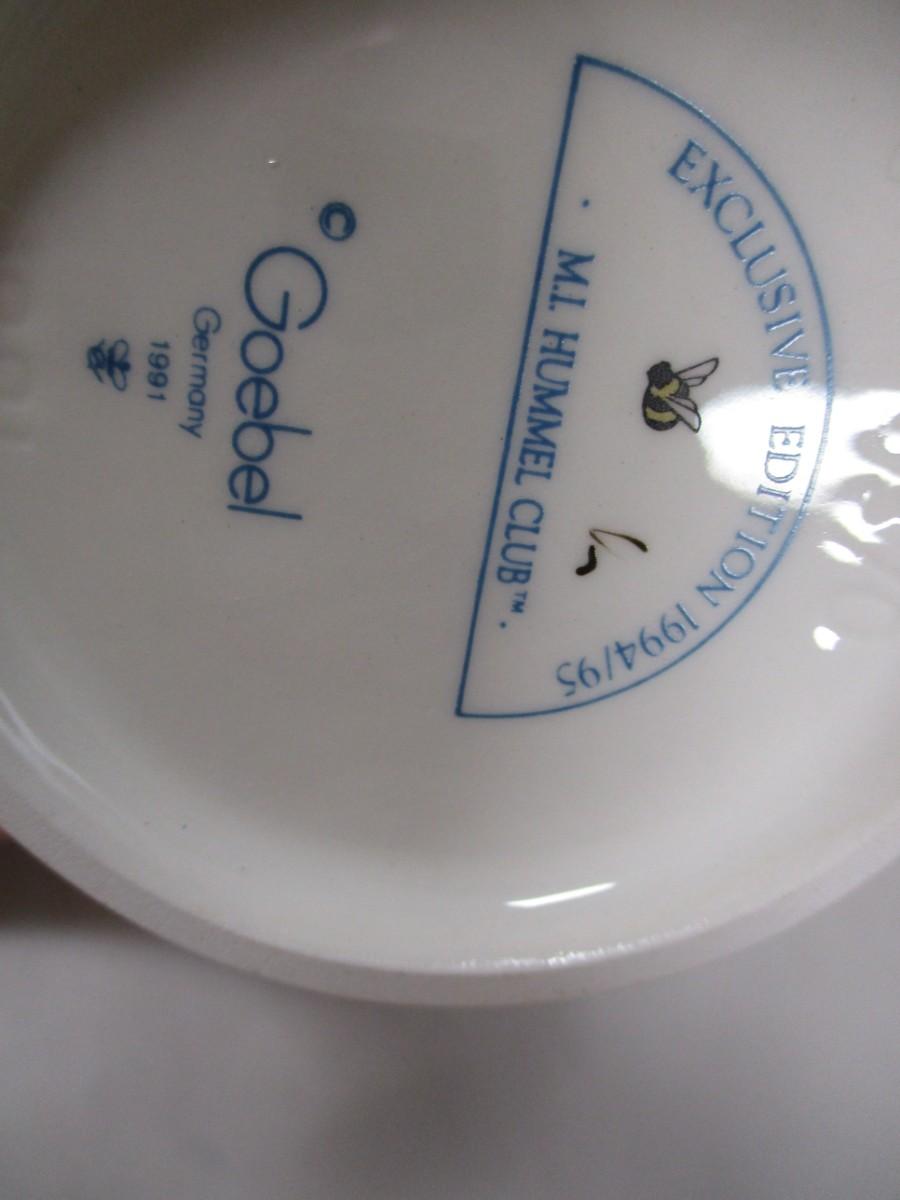 EXCLUSIVE EDITION 1994/95
· M.I. HUMMEL CLUB™ ·
©
Goebel
Germany
1991